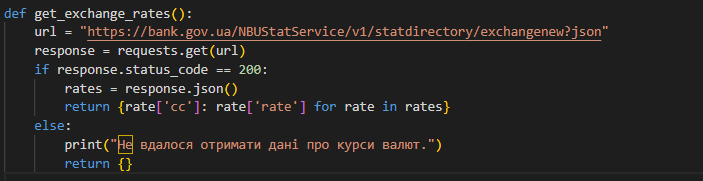 def get_exchange_rates():
    url = "https://bank.gov.ua/NBUStatService/v1/statdirectory/exchangenew?json"
    response = requests.get(url)
    if response.status_code == 200:
        rates = response.json()
        return {rate['cc']: rate['rate'] for rate in rates}
    else:
        print("Не вдалося отримати дані про курси валют.")
        return {}